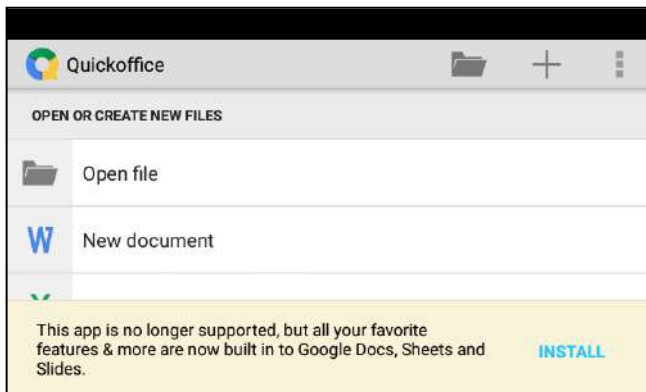 Quickoffice
OPEN OR CREATE NEW FILES
Open file
New document
This app is no longer supported, but all your favorite
features & more are now built in to Google Docs, Sheets and
Slides.
INSTALL